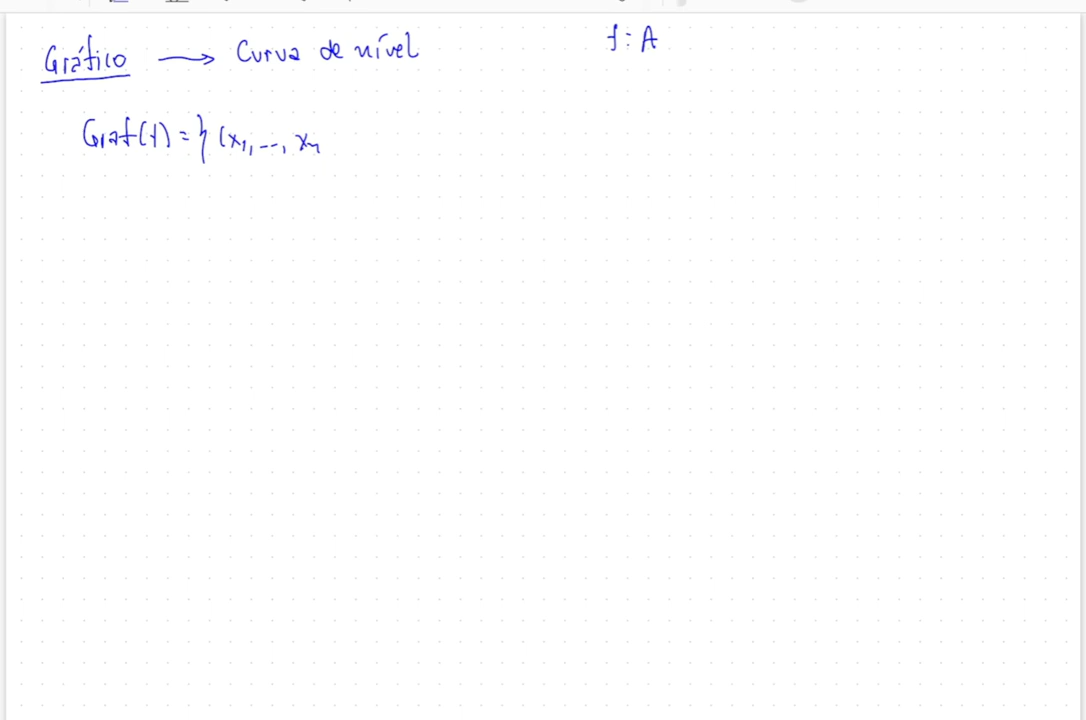 Gráfico → Curva de nível
f: A
Graf(f) = { (x₁, ..., xₙ